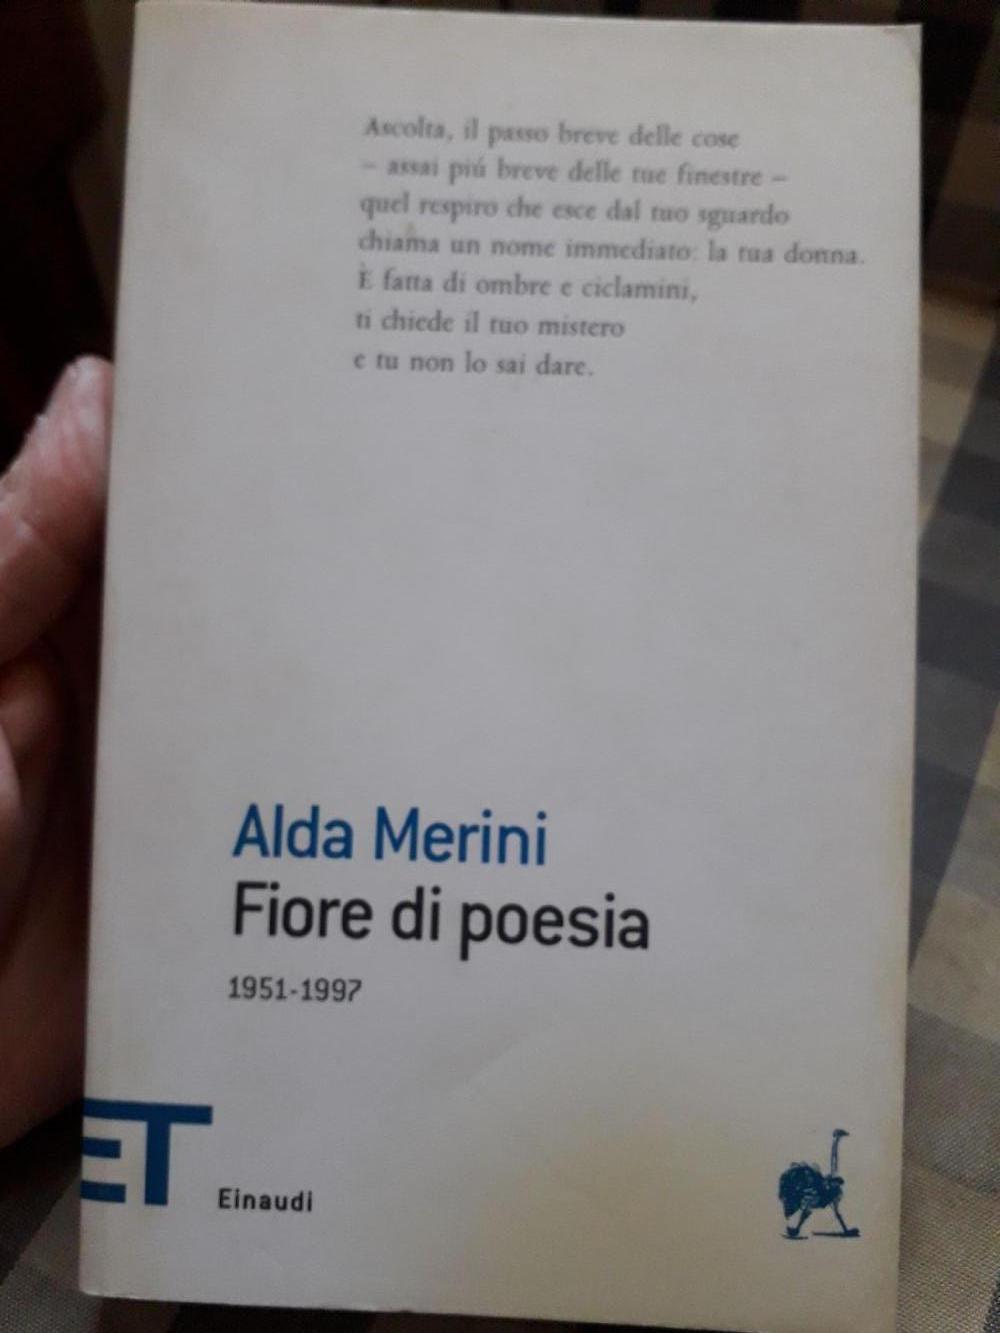 Ascolta, il passo breve delle cose
– assai piú breve delle tue finestre –
quel respiro che esce dal tuo sguardo
chiama un nome immediato: la tua donna.
È fatta di ombre e ciclamini,
ti chiede il tuo mistero
e tu non lo sai dare.
Alda Merini
Fiore di poesia
1951-1997
ET
Einaudi